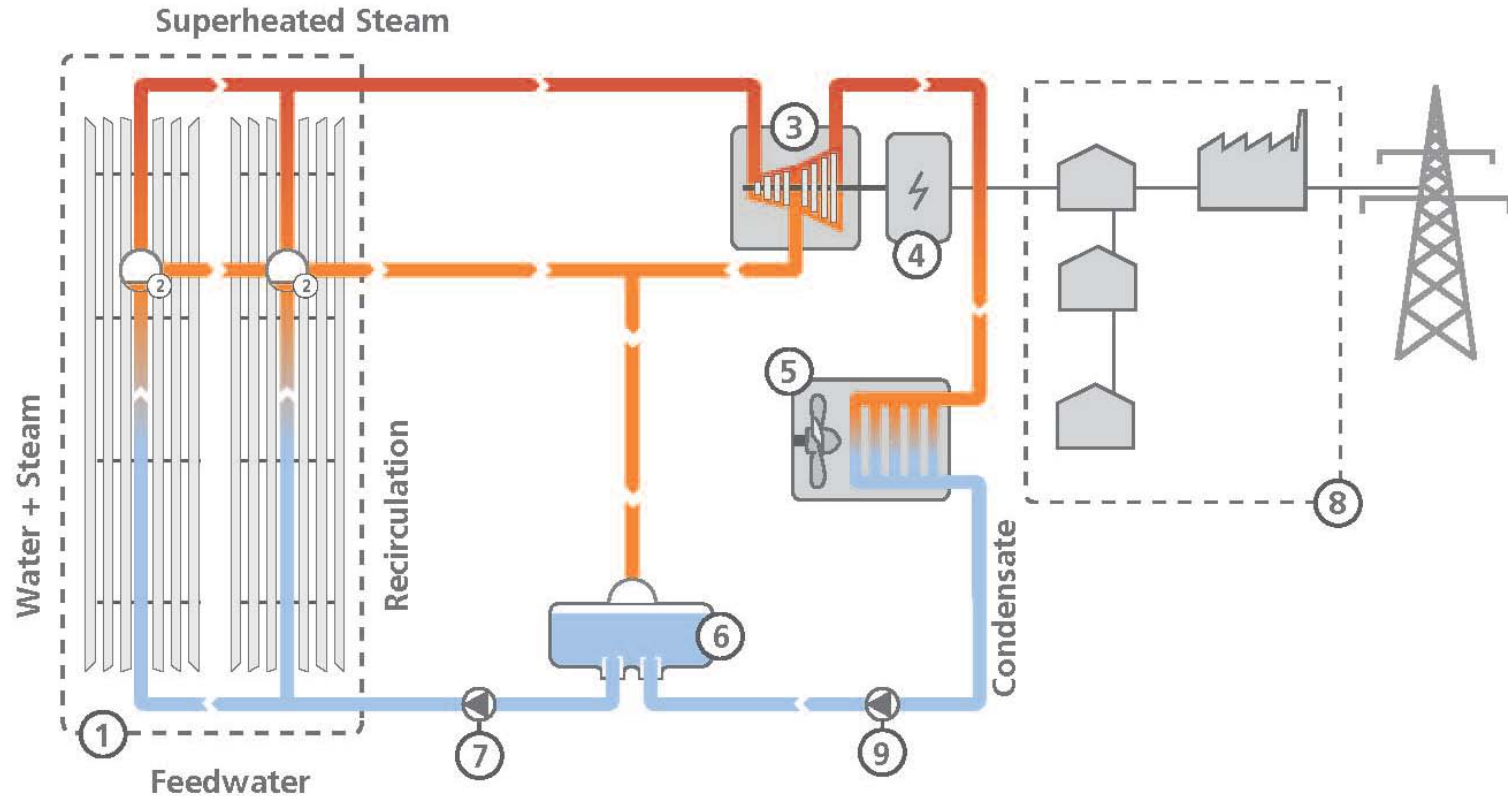 Superheated Steam
3
4
2
2
5
Water + Steam
Recirculation
8
Condensate
6
1
7
9
Feedwater